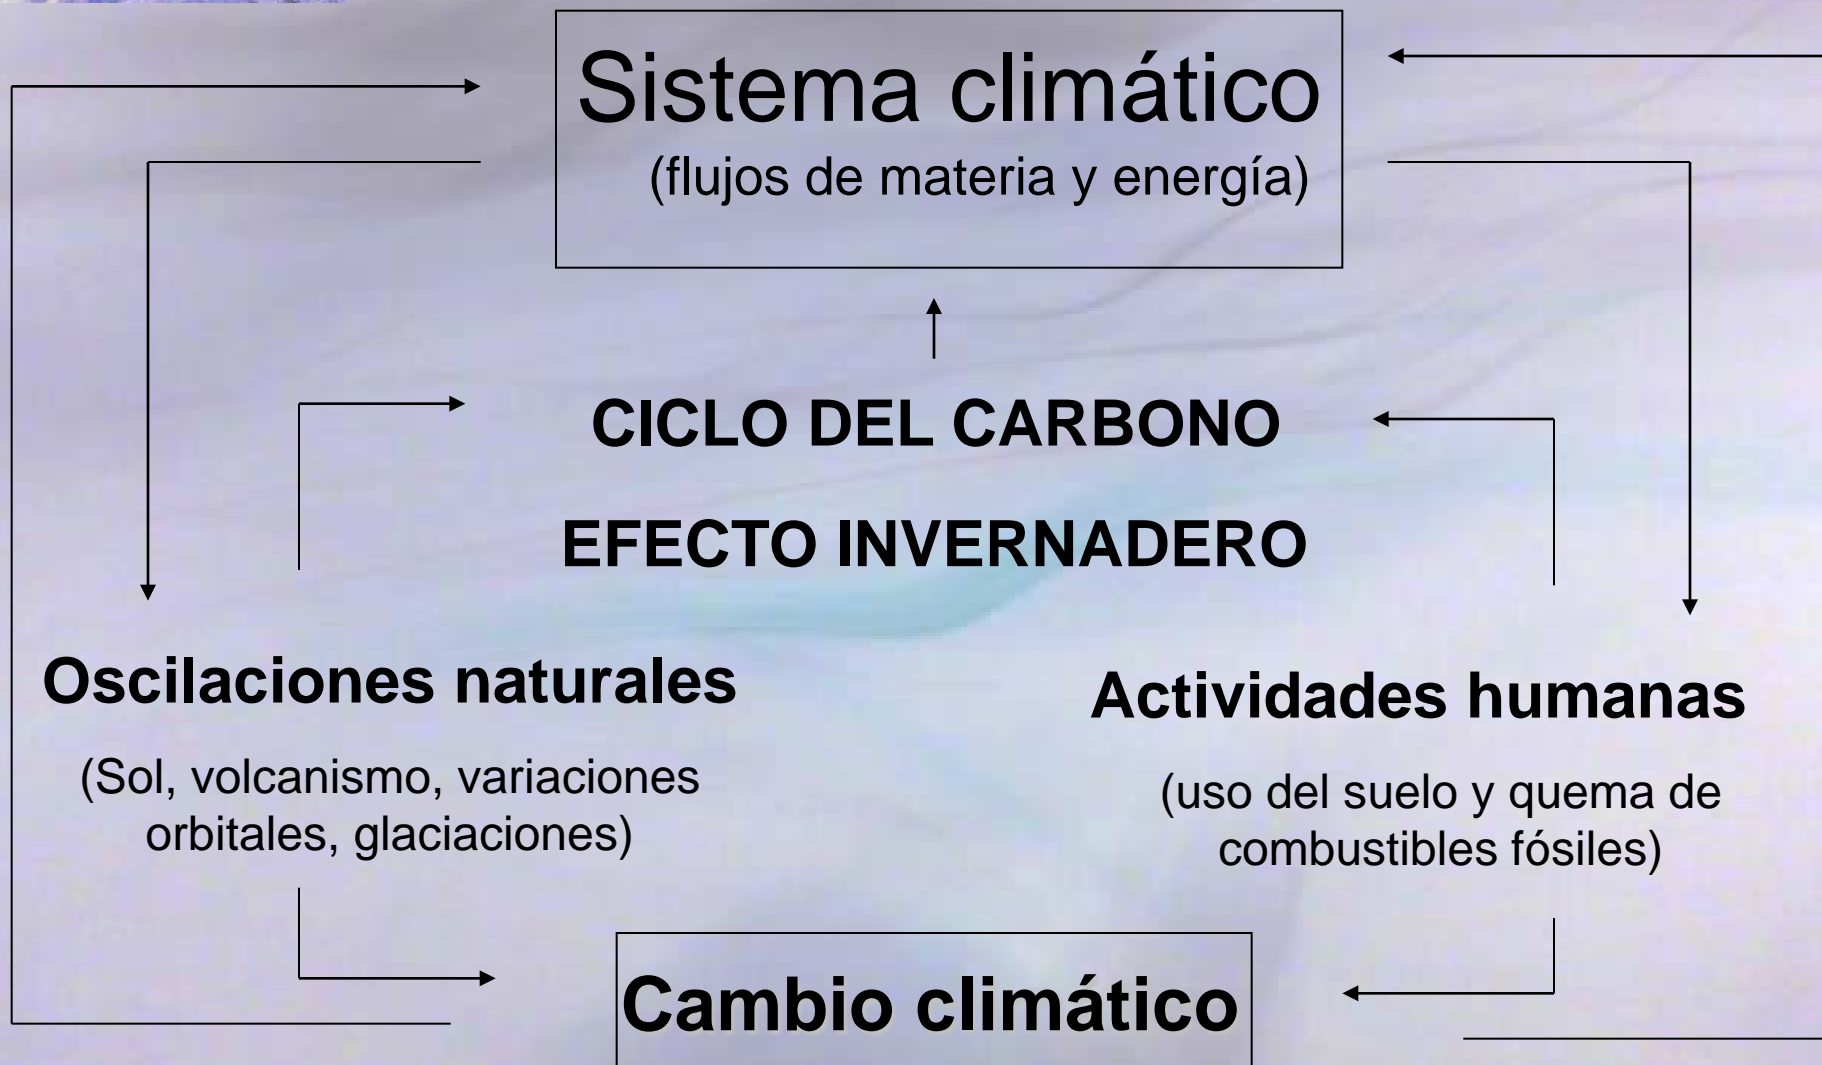 Sistema climático
(flujos de materia y energía)
CICLO DEL CARBONO
EFECTO INVERNADERO
Oscilaciones naturales
(Sol, volcanismo, variaciones
orbitales, glaciaciones)
Actividades humanas
(uso del suelo y quema de
combustibles fósiles)
Cambio climático